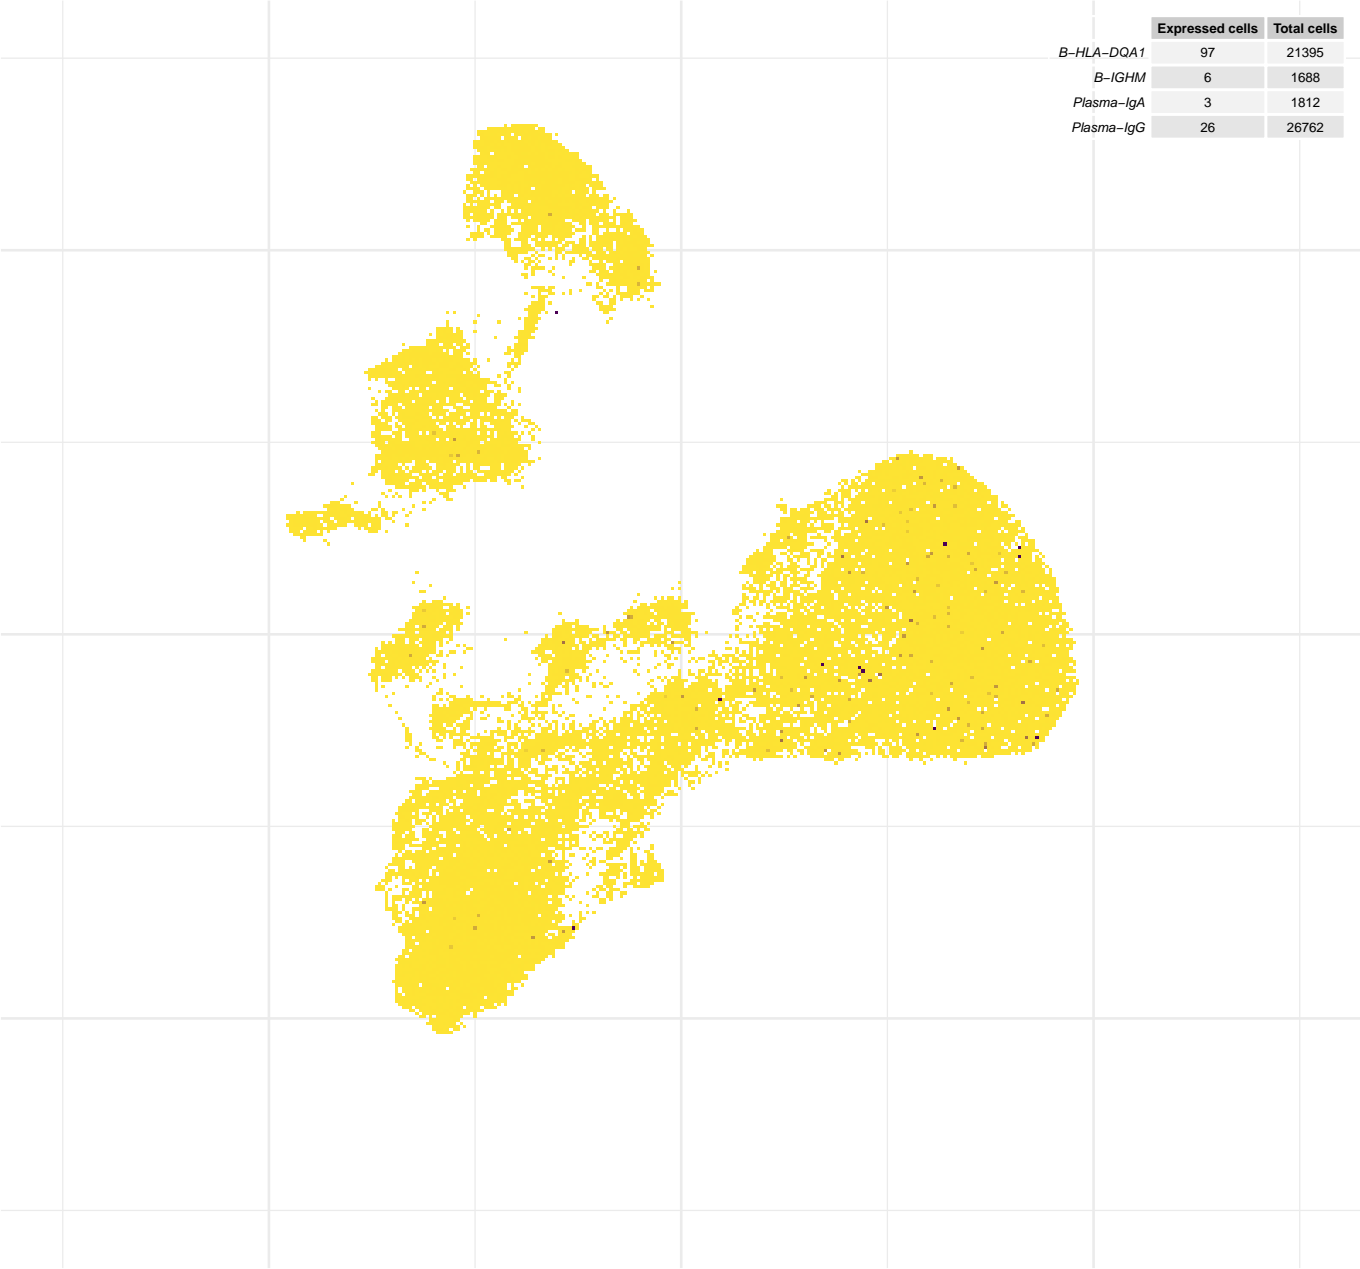 Expressed cells Total cells
B−HLA−DQA1 97 21395
B−IGHM 6 1688
Plasma−IgA 3 1812
Plasma−IgG 26 26762